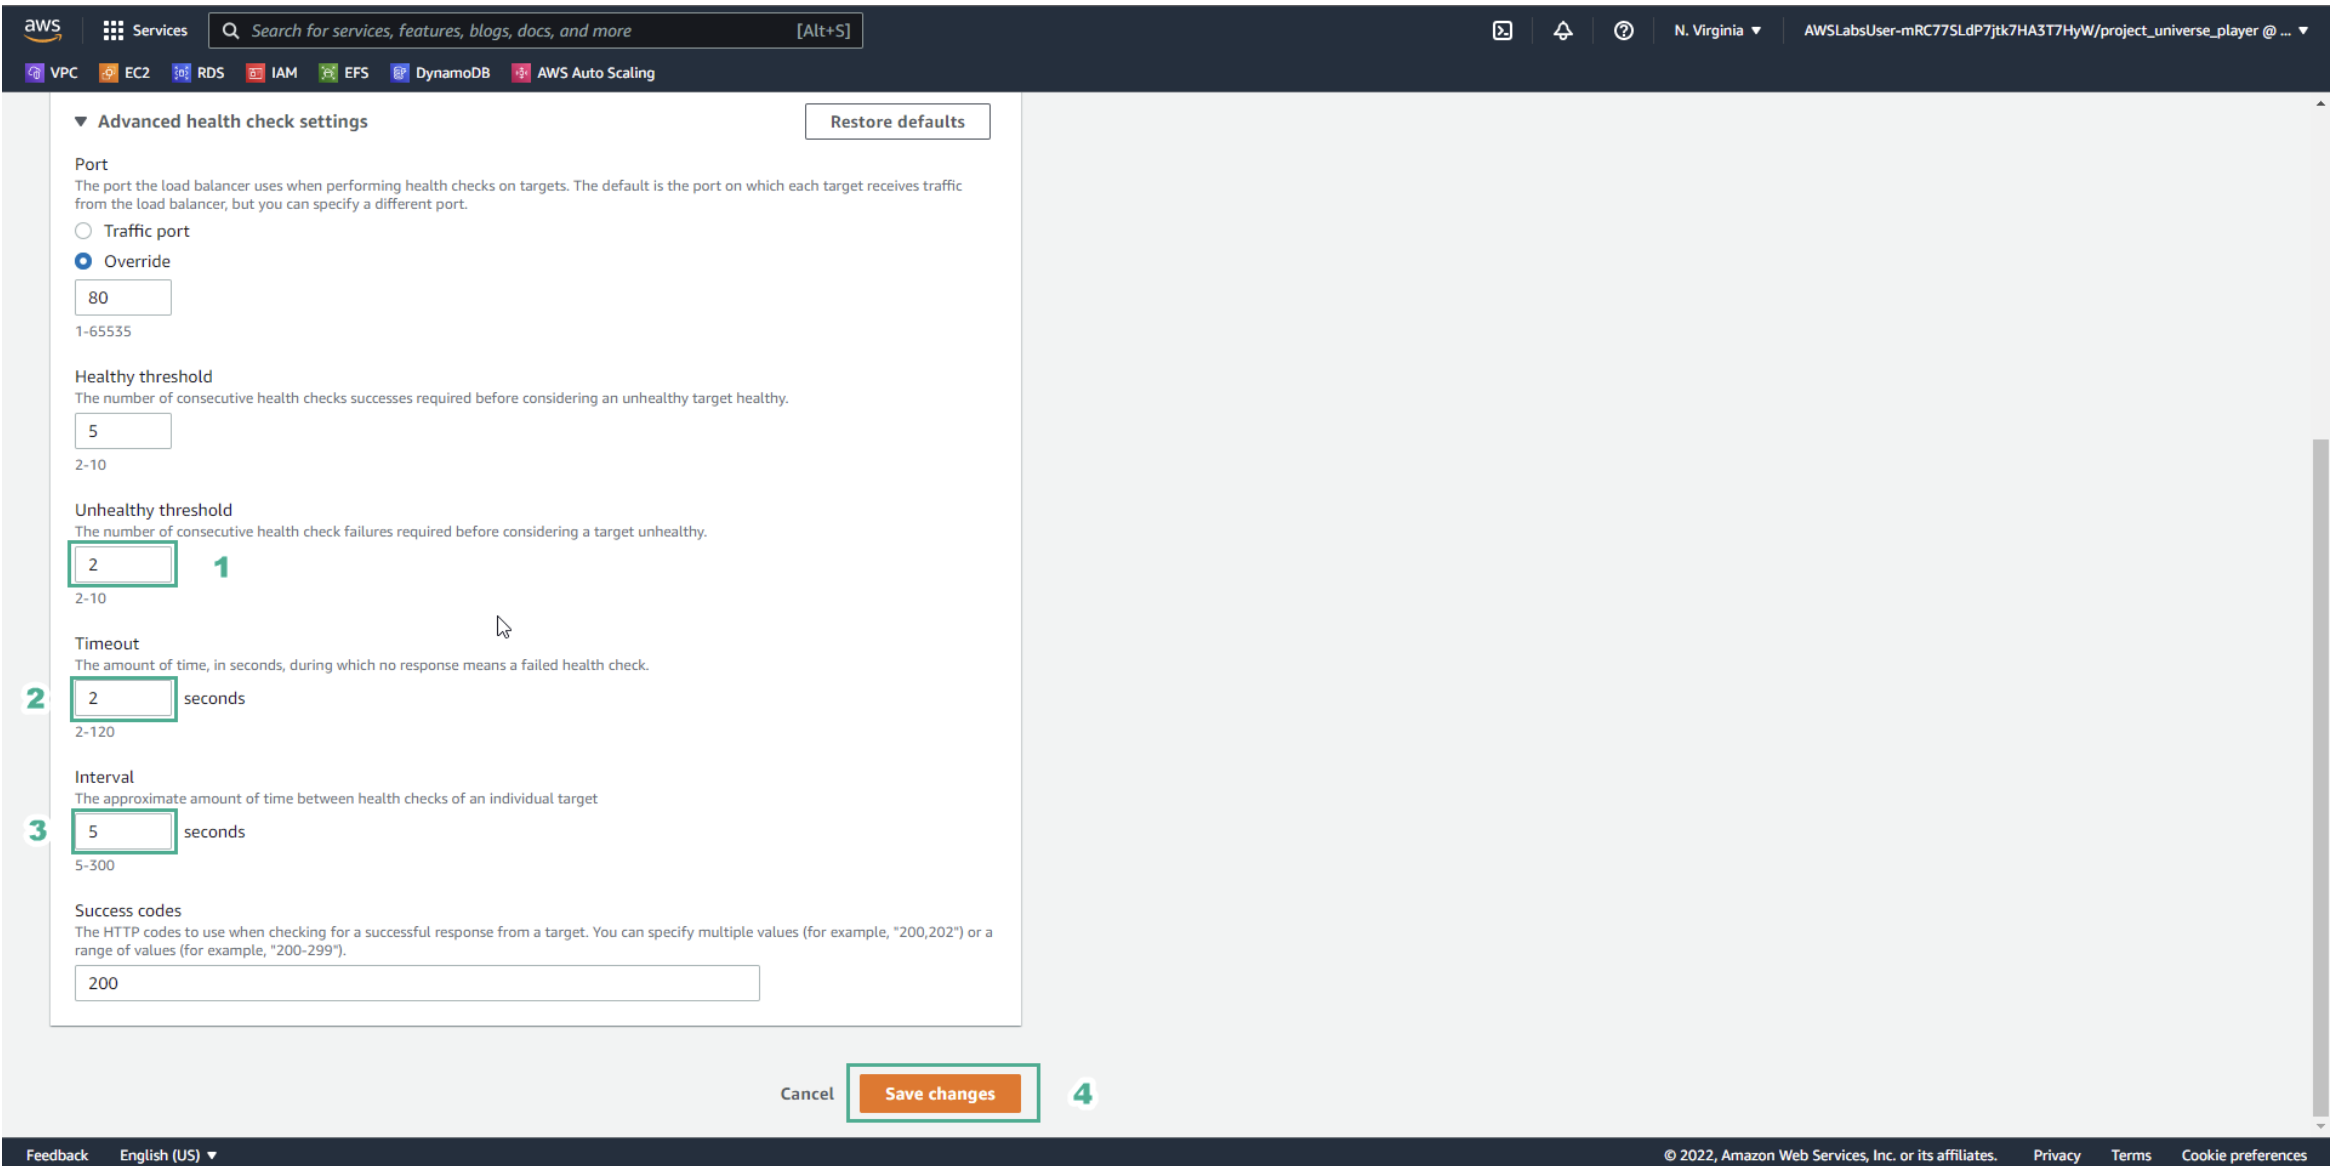 aws Services Search for services, features, blogs, docs, and more [Alt+S] N. Virginia ▼ AWSLabsUser-mRC77SLdP7jtk7HA3T7HyW/project_universe_player @ ... ▼
VPC EC2 RDS IAM EFS DynamoDB AWS Auto Scaling
▼ Advanced health check settings Restore defaults
Port
The port the load balancer uses when performing health checks on targets. The default is the port on which each target receives traffic
from the load balancer, but you can specify a different port.
Traffic port
Override
80
1-65535
Healthy threshold
The number of consecutive health checks successes required before considering an unhealthy target healthy.
5
2-10
Unhealthy threshold
The number of consecutive health check failures required before considering a target unhealthy.
2 1
2-10
Timeout
The amount of time, in seconds, during which no response means a failed health check.
2 2 seconds
2-120
Interval
The approximate amount of time between health checks of an individual target
3 5 seconds
5-300
Success codes
The HTTP codes to use when checking for a successful response from a target. You can specify multiple values (for example, "200,202") or a
range of values (for example, "200-299").
200
Cancel Save changes 4
Feedback English (US) ▼ © 2022, Amazon Web Services, Inc. or its affiliates. Privacy Terms Cookie preferences